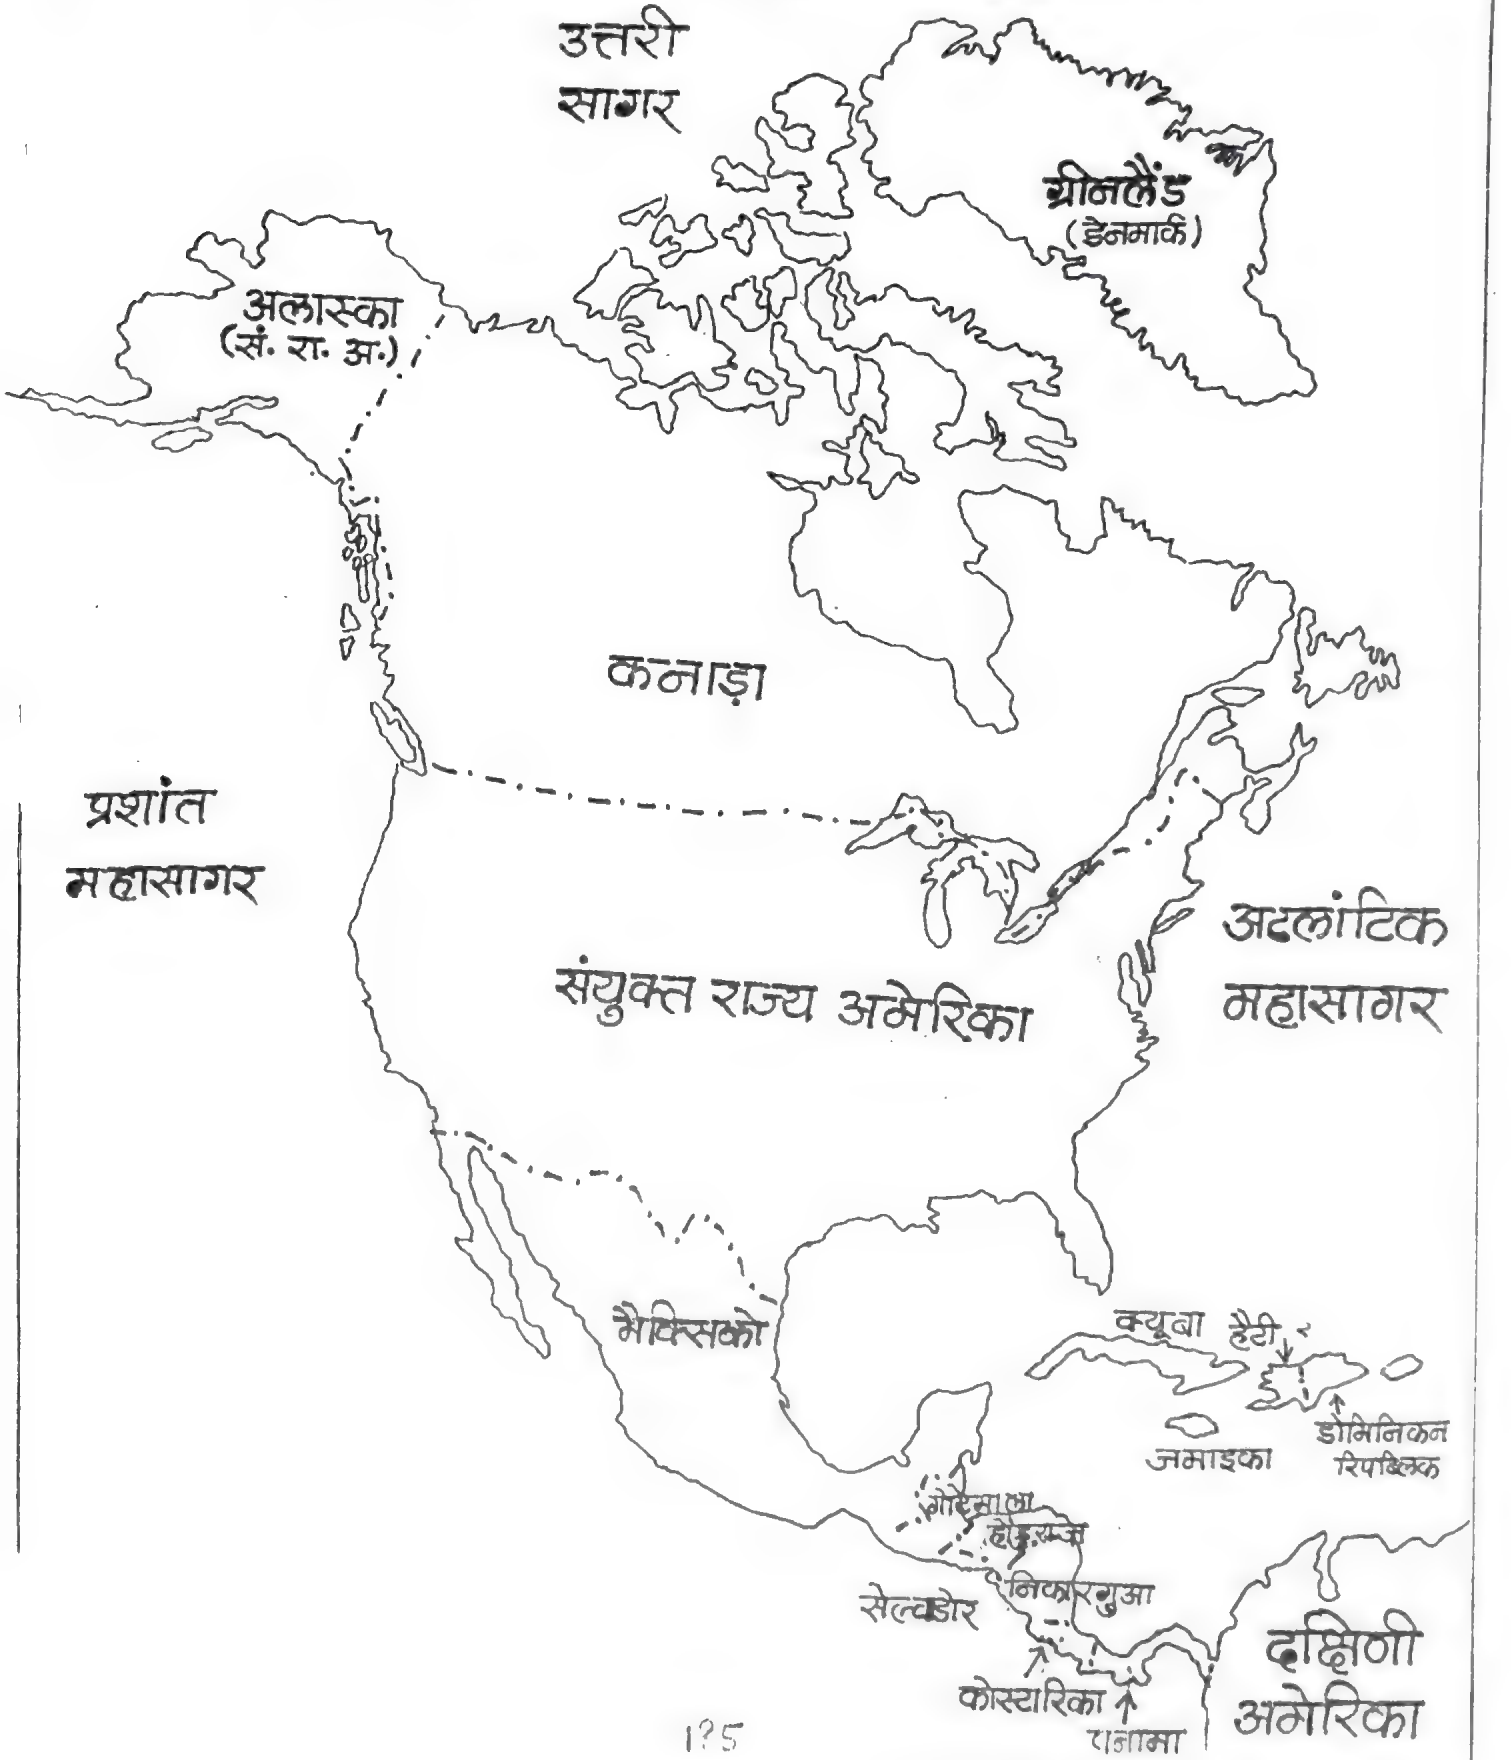 उत्तरी
सागर
ग्रीनलैंड
(डेनमार्क)
अलास्का
(सं. रा. अ.)
कनाड़ा
प्रशांत
महासागर
अटलांटिक
महासागर
संयुक्त राज्य अमेरिका
मैक्सिको
क्यूबा
हैटी
डोमिनिकन
रिपब्लिक
जमाइका
गोटेमाला
होंडुराज
निकारगुआ
सेल्वडोर
कोस्टारिका
पनामा
दक्षिणी
अमेरिका